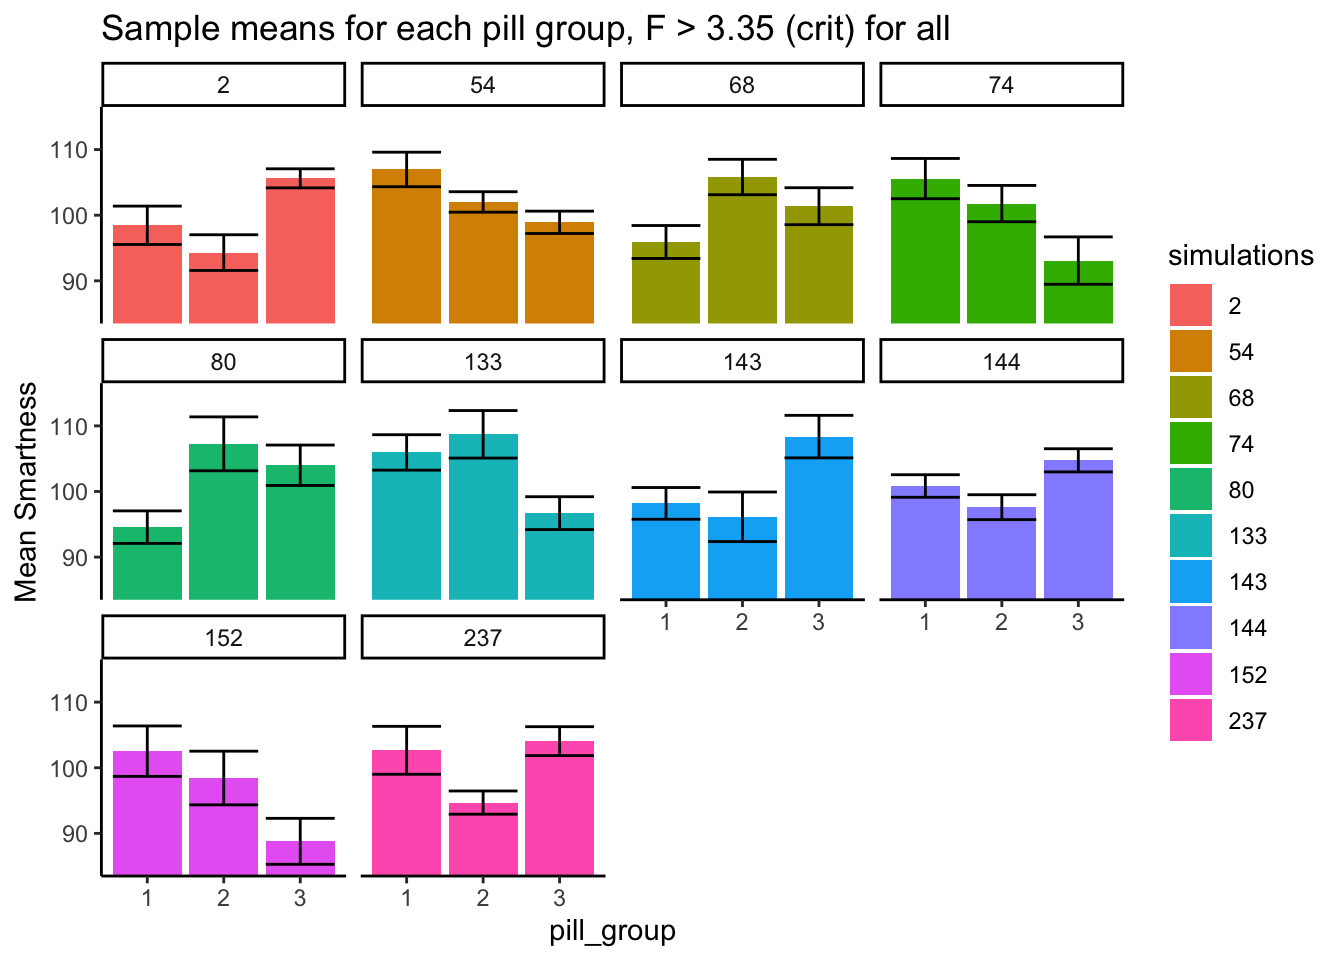 Sample means for each pill group, F > 3.35 (crit) for all
2 54 68 74
110
100
90
80 133 143 144
110
100
90
1 2 3 1 2 3
152 237
110
100
90
1 2 3 1 2 3
pill_group
Mean Smartness
simulations
2
54
68
74
80
133
143
144
152
237